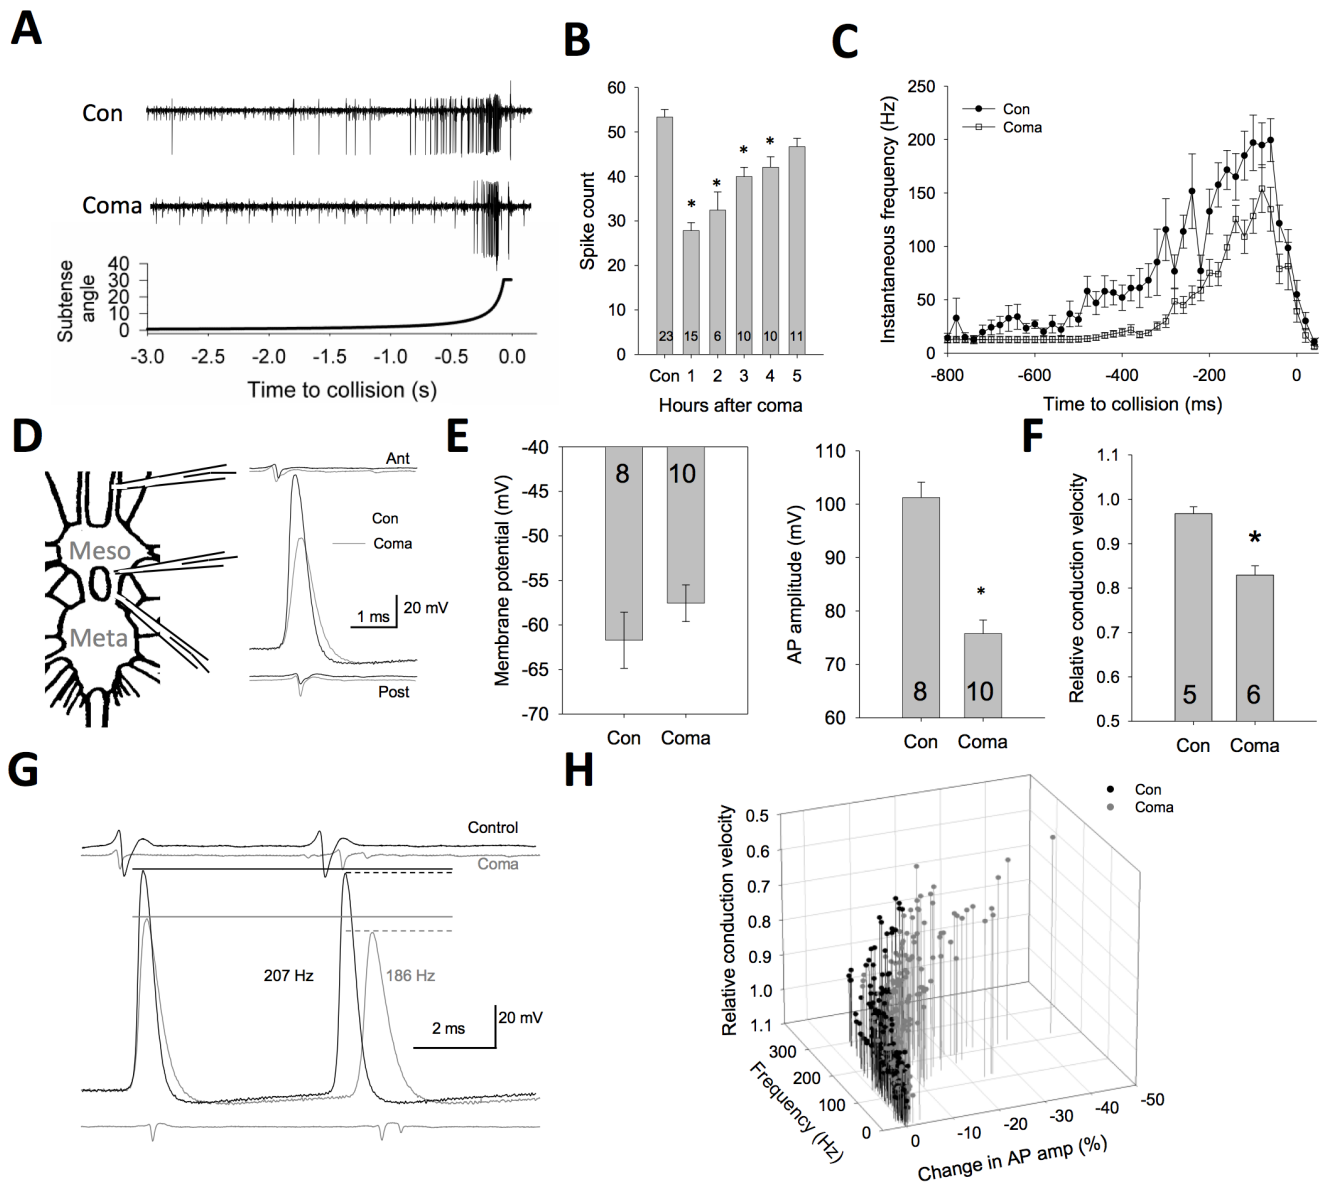 A
Con
Coma
Subtense
angle
40
30
20
10
0
-3.0 -2.5 -2.0 -1.5 -1.0 -0.5 0.0
Time to collision (s)
B
Spike count
60
50
40
30
20
10
0
* * * *
23 15 6 10 10 11
Con 1 2 3 4 5
Hours after coma
C
Instantaneous frequency (Hz)
250
200
150
100
50
0
Con
Coma
-800 -600 -400 -200 0
Time to collision (ms)
D
Meso
Meta
Ant
Con
Coma
20 mV
1 ms
Post
E
Membrane potential (mV)
-40
-45
-50
-55
-60
-65
-70
8 10
Con Coma
AP amplitude (mV)
110
100
90
80
70
60
*
8 10
Con Coma
F
Relative conduction velocity
1.1
1.0
0.9
0.8
0.7
0.6
0.5
*
5 6
Con Coma
G
Control
Coma
207 Hz 186 Hz
20 mV
2 ms
H
Con
Coma
Relative conduction velocity
0.5
0.6
0.7
0.8
0.9
1.0
1.1
300
200
100
0
Frequency (Hz)
0 -10 -20 -30 -40 -50
Change in AP amp (%)